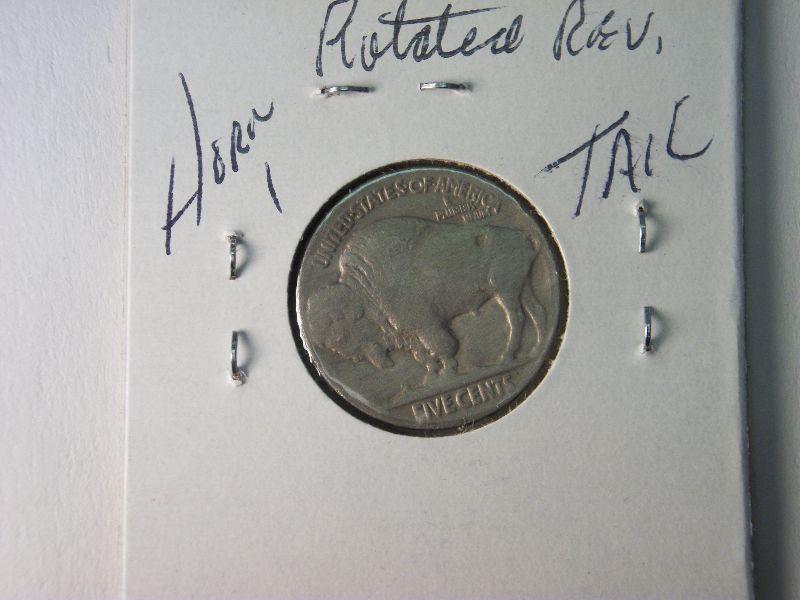 Rotated Rev.
Horn
TAIL
UNITED STATES OF AMERICA
E PLURIBUS
UNUM
FIVE CENTS